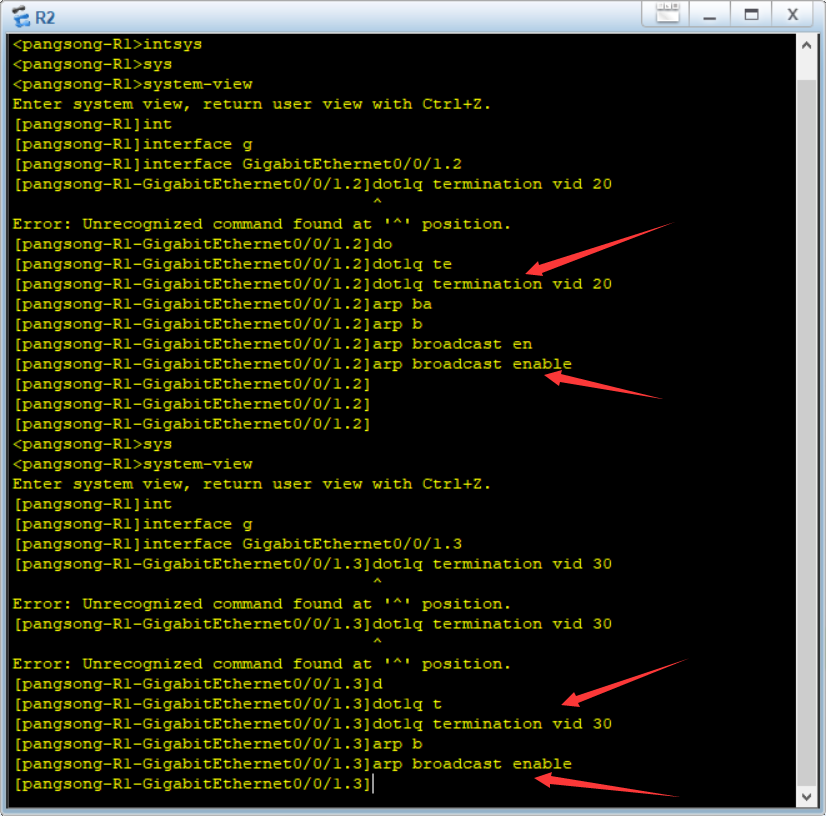 R2
<pangsong-R1>intsys
<pangsong-R1>sys
<pangsong-R1>system-view
Enter system view, return user view with Ctrl+Z.
[pangsong-R1]int
[pangsong-R1]interface g
[pangsong-R1]interface GigabitEthernet0/0/1.2
[pangsong-R1-GigabitEthernet0/0/1.2]dotlq termination vid 20
^
Error: Unrecognized command found at '^' position.
[pangsong-R1-GigabitEthernet0/0/1.2]do
[pangsong-R1-GigabitEthernet0/0/1.2]dot1q te
[pangsong-R1-GigabitEthernet0/0/1.2]dot1q termination vid 20
[pangsong-R1-GigabitEthernet0/0/1.2]arp ba
[pangsong-R1-GigabitEthernet0/0/1.2]arp b
[pangsong-R1-GigabitEthernet0/0/1.2]arp broadcast en
[pangsong-R1-GigabitEthernet0/0/1.2]arp broadcast enable
[pangsong-R1-GigabitEthernet0/0/1.2]
[pangsong-R1-GigabitEthernet0/0/1.2]
[pangsong-R1-GigabitEthernet0/0/1.2]
<pangsong-R1>sys
<pangsong-R1>system-view
Enter system view, return user view with Ctrl+Z.
[pangsong-R1]int
[pangsong-R1]interface g
[pangsong-R1]interface GigabitEthernet0/0/1.3
[pangsong-R1-GigabitEthernet0/0/1.3]dotlq termination vid 30
^
Error: Unrecognized command found at '^' position.
[pangsong-R1-GigabitEthernet0/0/1.3]dotlq termination vid 30
^
Error: Unrecognized command found at '^' position.
[pangsong-R1-GigabitEthernet0/0/1.3]d
[pangsong-R1-GigabitEthernet0/0/1.3]dot1q t
[pangsong-R1-GigabitEthernet0/0/1.3]dot1q termination vid 30
[pangsong-R1-GigabitEthernet0/0/1.3]arp b
[pangsong-R1-GigabitEthernet0/0/1.3]arp broadcast enable
[pangsong-R1-GigabitEthernet0/0/1.3]